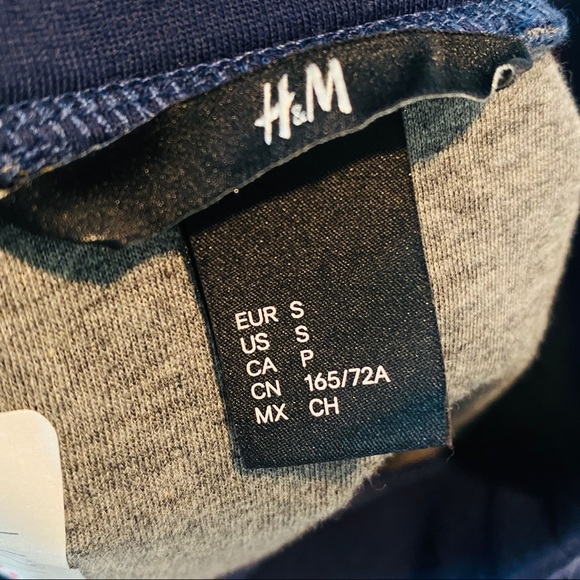 H&M
EUR S
US S
CA P
CN 165/72A
MX CH